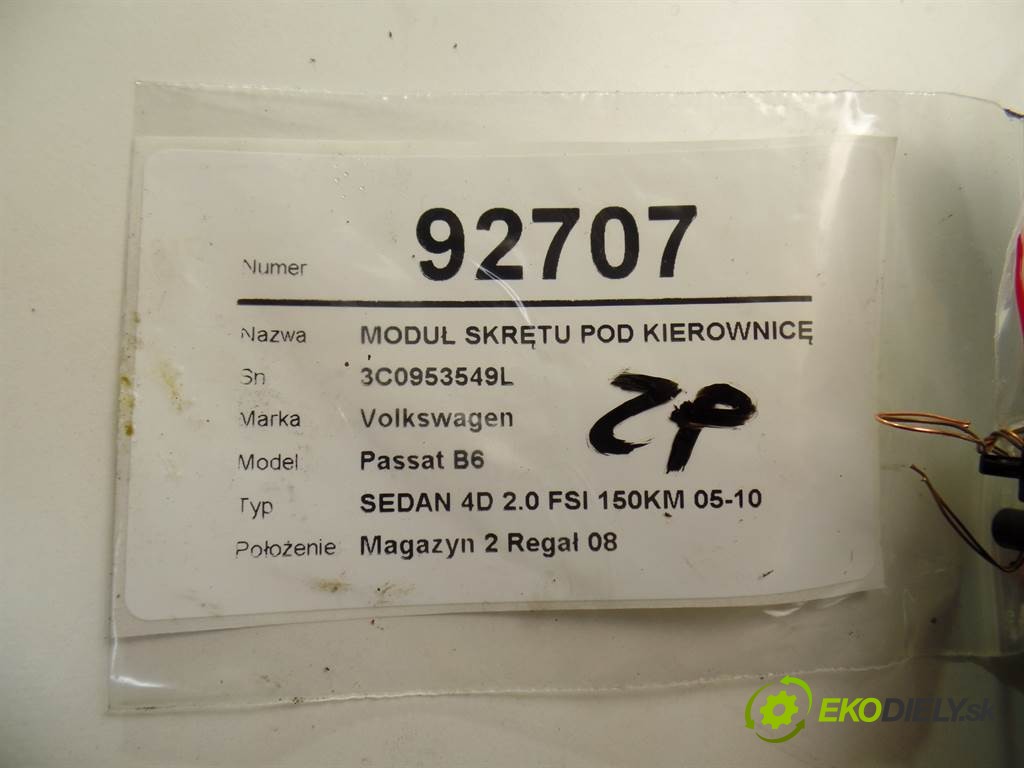 Numer 92707
Nazwa MODUŁ SKRĘTU POD KIEROWNICĘ
Sn 3C0953549L
Marka Volkswagen
ZP
Model Passat B6
Typ SEDAN 4D 2.0 FSI 150KM 05-10
Położenie Magazyn 2 Regał 08
EKODIELY.sk